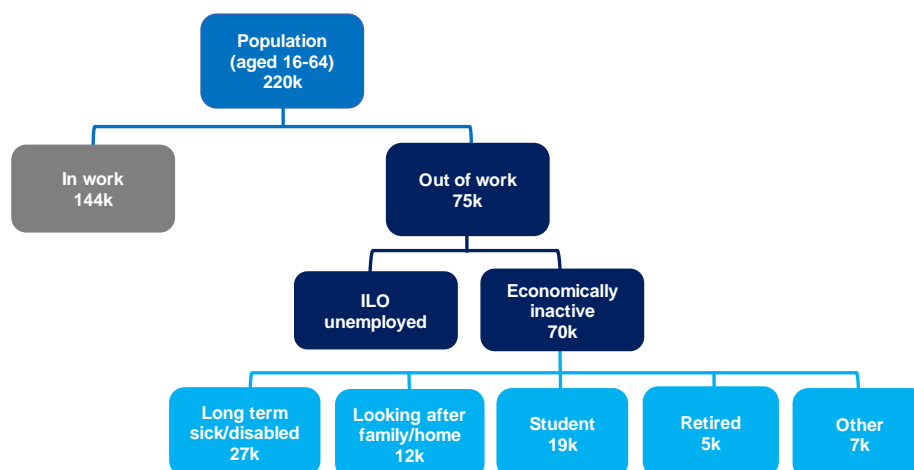 Population
(aged 16-64)
220k
In work
144k
Out of work
75k
ILO
unemployed
Economically
inactive
70k
Long term
sick/disabled
27k
Looking after
family/home
12k
Student
19k
Retired
5k
Other
7k